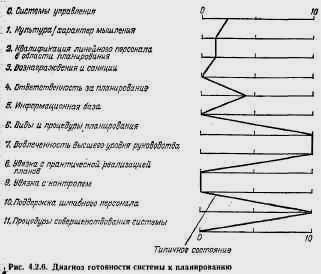 0. Системы управления
1. Культура/характер мышления
2. Квалификация линейного персонала
в области планирования
3. Вознаграждения и санкции
4. Ответственность за планирование
5. Информационная база
6. Виды и процедуры планирования
7. Вовлеченность высшего уровня руководства
8. Увязка с практической реализацией
планов
9. Увязка с контролем
10. Поддержка штабного персонала
11. Процедуры совершенствования системы
0
10
Типичное состояние
Рис. 4.2.6. Диагноз готовности системы к планированию